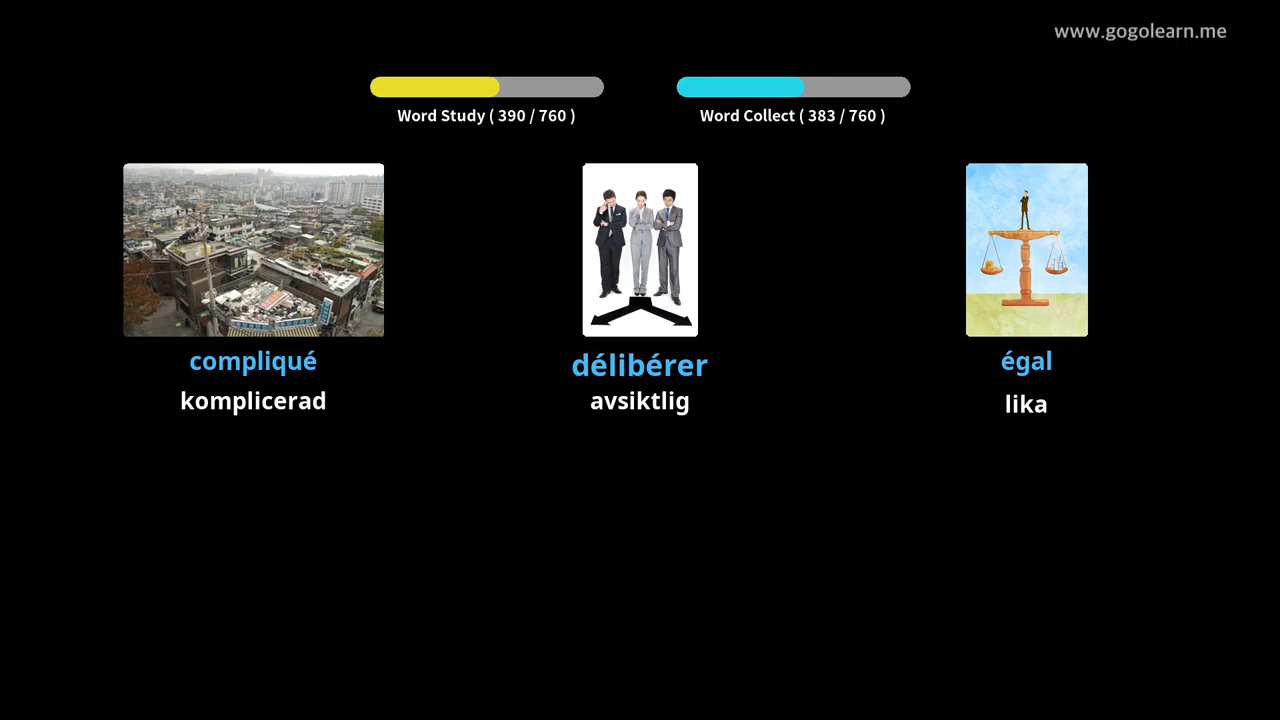 www.gogolearn.me
Word Study ( 390 / 760 )
Word Collect ( 383 / 760 )
compliqué
délibérer
égal
komplicerad
avsiktlig
lika